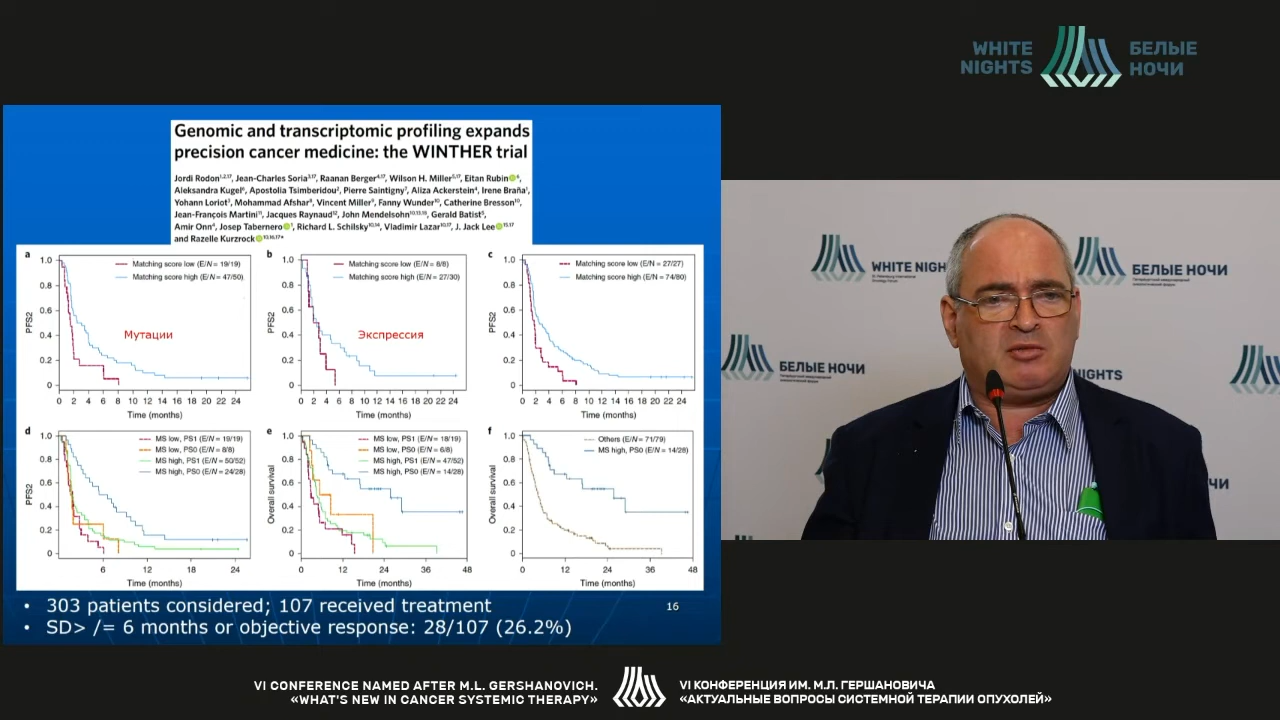 WHITE
NIGHTS
БЕЛЫЕ
НОЧИ
Genomic and transcriptomic profiling expands
precision cancer medicine: the WINTHER trial
Jordi Rodon, Jean-Charles Soria, Raanan Berger, Wilson H. Miller, Eitan Rubin,
Aleksandra Kugel, Apostolia Tsimberidou, Pierre Saintigny, Aliza Ackerstein, Irene Braña,
Yohann Loriot, Mohammad Afshar, Vincent Miller, Fanny Wunder, Catherine Bresson,
Jean-François Martini, Jacques Raynaud, John Mendelsohn, Gerald Batist,
Amir Onn, Josep Tabernero, Richard L. Schilsky, Vladimir Lazar, J. Jack Lee
and Razelle Kurzrock
a
Matching score low (E/N = 19/19)
Matching score high (E/N = 47/50)
1.0
0.8
0.6
0.4
0.2
0
PFS2
Мутации
0 2 4 6 8 10 12 14 16 18 20 22 24
Time (months)
b
Matching score low (E/N = 8/8)
Matching score high (E/N = 27/30)
1.0
0.8
0.6
0.4
0.2
0
PFS2
Экспрессия
0 2 4 6 8 10 12 14 16 18 20 22 24
Time (months)
c
Matching score low (E/N = 27/27)
Matching score high (E/N = 74/80)
1.0
0.8
0.6
0.4
0.2
0
PFS2
0 2 4 6 8 10 12 14 16 18 20 22 24
Time (months)
d
MS low, PS1 (E/N = 19/19)
MS low, PS0 (E/N = 8/8)
MS high, PS1 (E/N = 50/52)
MS high, PS0 (E/N = 24/28)
1.0
0.8
0.6
0.4
0.2
0
PFS2
6 12 18 24
Time (months)
e
MS low, PS1 (E/N = 18/19)
MS low, PS0 (E/N = 6/8)
MS high, PS1 (E/N = 47/52)
MS high, PS0 (E/N = 14/28)
1.0
0.8
0.6
0.4
0.2
0
Overall survival
0 12 24 36 48
Time (months)
f
Others (E/N = 71/79)
MS high, PS0 (E/N = 14/28)
1.0
0.8
0.6
0.4
0.2
0
Overall survival
0 12 24 36 48
Time (months)
• 303 patients considered; 107 received treatment
• SD> /= 6 months or objective response: 28/107 (26.2%)
16
WHITE NIGH
БЕЛЫЕ НОЧИ
БЕЛЫЕ НОЧИ
NIGHTS
VI CONFERENCE NAMED AFTER M.L. GERSHANOVICH.
«WHAT'S NEW IN CANCER SYSTEMIC THERAPY»
VI КОНФЕРЕНЦИЯ ИМ. М.Л. ГЕРШАНОВИЧА
«АКТУАЛЬНЫЕ ВОПРОСЫ СИСТЕМНОЙ ТЕРАПИИ ОПУХОЛЕЙ»